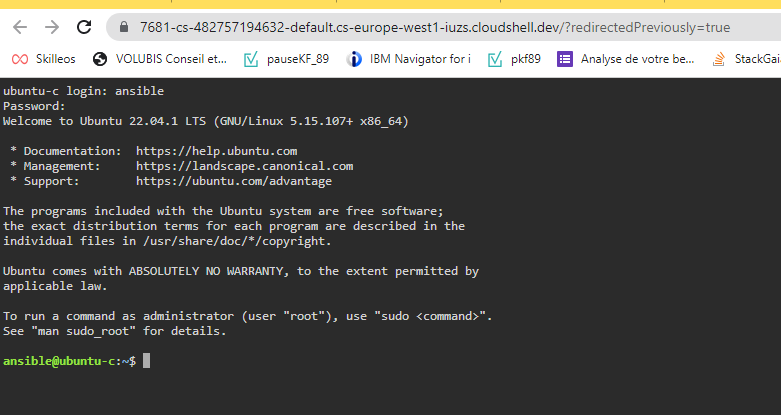 7681-cs-482757194632-default.cs-europe-west1-iuzs.cloudshell.dev/?redirectedPreviously=true
Skilleos VOLUBIS Conseil et... pauseKF_89 IBM Navigator for i pkf89 Analyse de votre be... StackGai
ubuntu-c login: ansible
Password:
Welcome to Ubuntu 22.04.1 LTS (GNU/Linux 5.15.107+ x86_64)
* Documentation: https://help.ubuntu.com
* Management: https://landscape.canonical.com
* Support: https://ubuntu.com/advantage
The programs included with the Ubuntu system are free software;
the exact distribution terms for each program are described in the
individual files in /usr/share/doc/*/copyright.
Ubuntu comes with ABSOLUTELY NO WARRANTY, to the extent permitted by
applicable law.
To run a command as administrator (user "root"), use "sudo <command>".
See "man sudo_root" for details.
ansible@ubuntu-c:~$